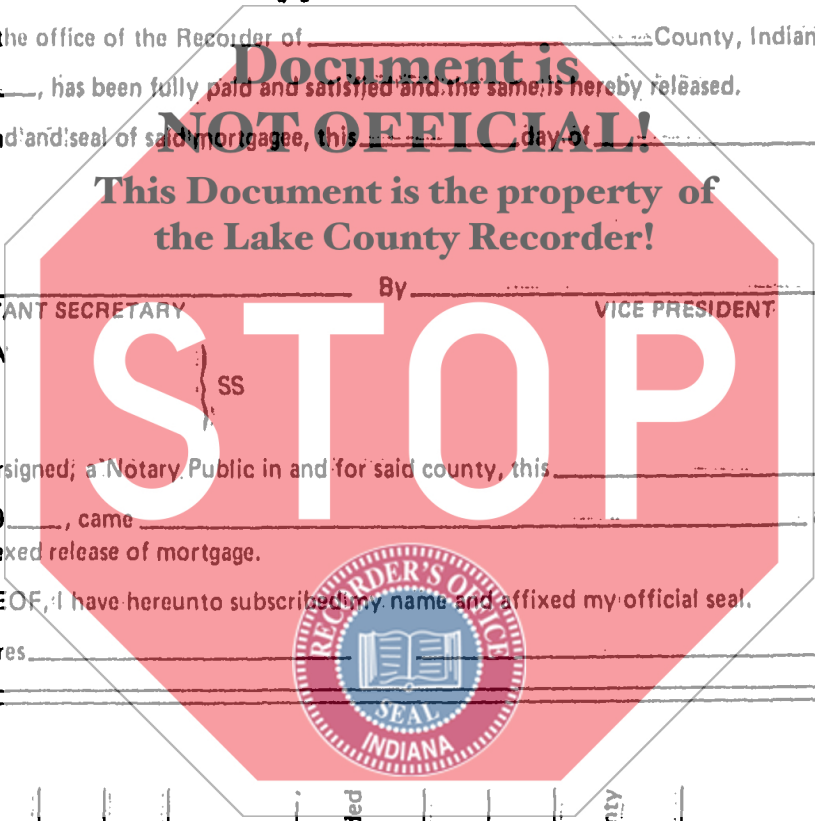 the office of the Recorder of County, Indian
Document is
, has been fully paid and satisfied and the same is hereby released.
d and seal of said mortgagee, this day of
NOT OFFICIAL!
This Document is the property of
the Lake County Recorder!
By
ANT SECRETARY VICE PRESIDENT
SS
STOP
signed, a Notary Public in and for said county, this
, came
xed release of mortgage.
EOF, I have hereunto subscribed my name and affixed my official seal.
RECORDER'S OFFICE
res
SEAL
INDIANA
ded
nty